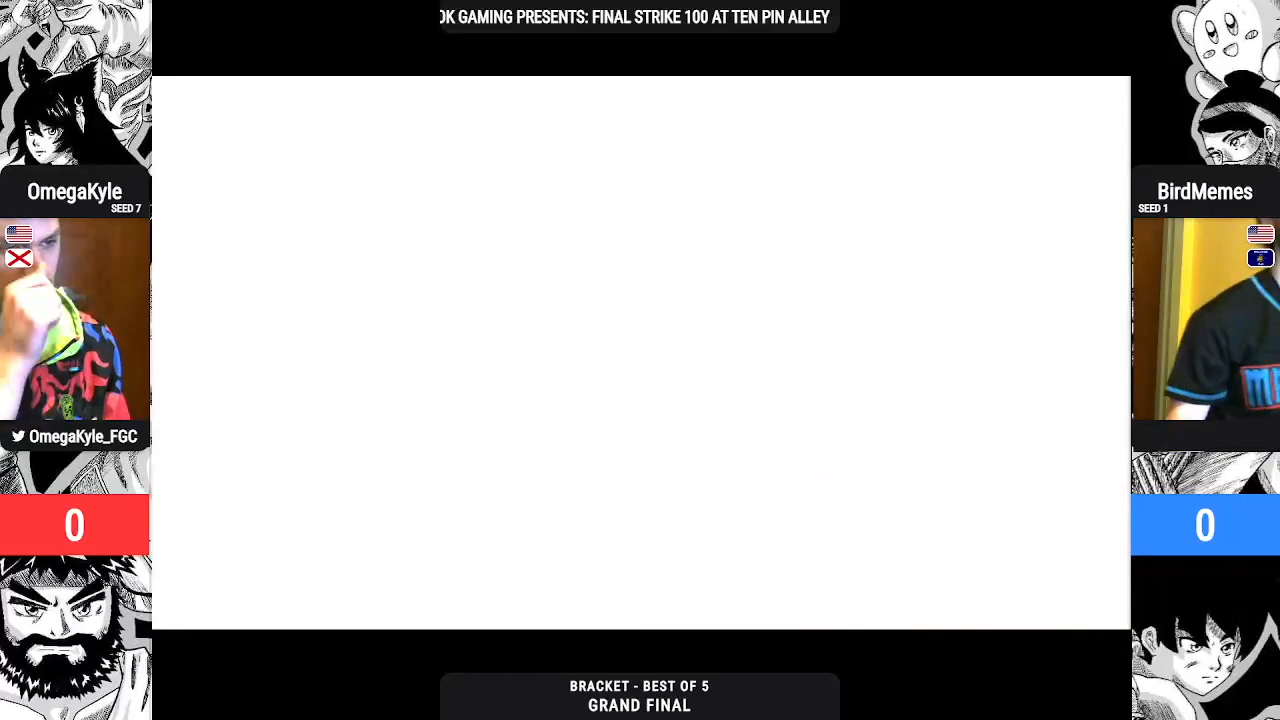 OK GAMING PRESENTS: FINAL STRIKE 100 AT TEN PIN ALLEY
OmegaKyle
SEED 7
BirdMemes
SEED 1
OmegaKyle_FGC
0
0
BRACKET - BEST OF 5
GRAND FINAL